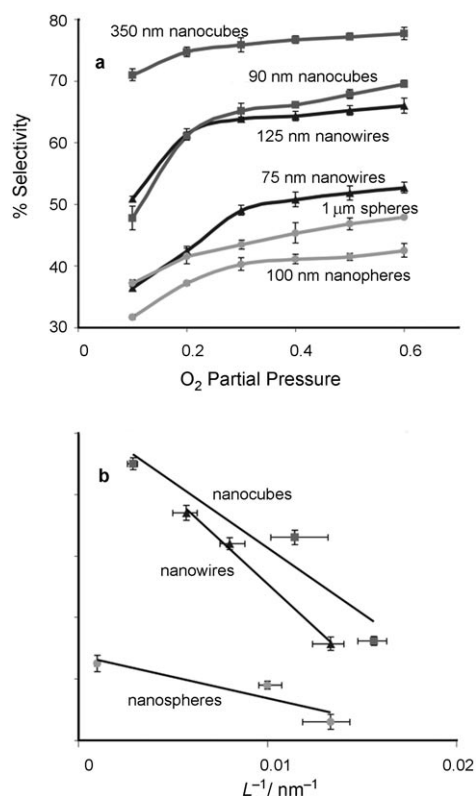 80
350 nm nanocubes
a
70
90 nm nanocubes
60
125 nm nanowires
% Selectivity
75 nm nanowires
50
1 μm spheres
40
100 nm nanopheres
30
0
0.2
0.4
0.6
O₂ Partial Pressure
b
nanocubes
nanowires
nanospheres
0
0.01
0.02
L⁻¹/ nm⁻¹